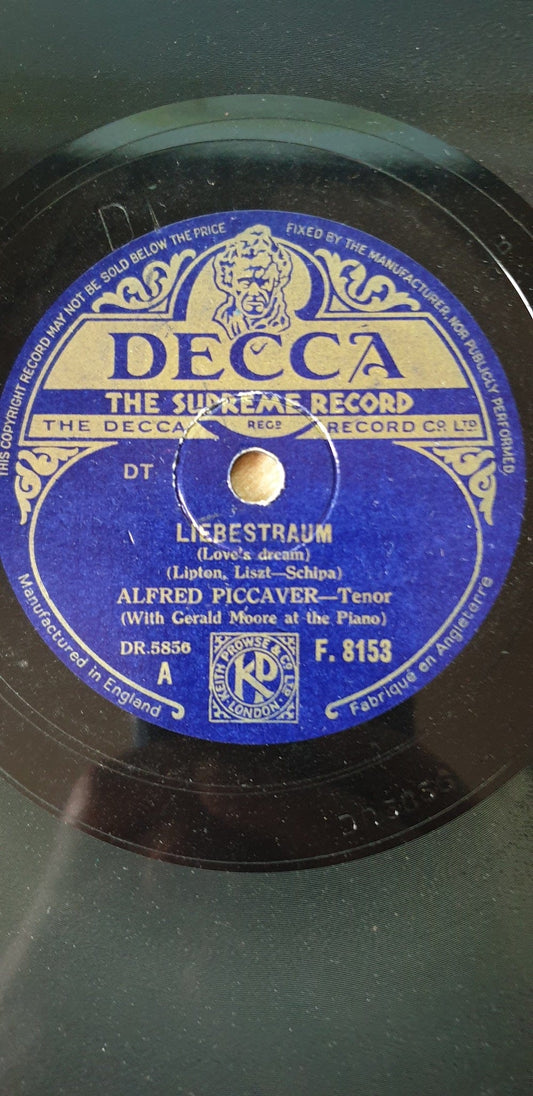 THIS COPYRIGHT RECORD MAY NOT BE SOLD BELOW THE PRICE FIXED BY THE MANUFACTURER, NOR PUBLICLY PERFORMED
DECCA
THE SUPREME RECORD
THE DECCA REGD RECORD CO. LTD
DT
LIEBESTRAUM
(Love's dream)
(Lipton, Liszt—Schipa)
ALFRED PICCAVER—Tenor
(With Gerald Moore at the Piano)
DR.5856
A
KEITH PROWSE & CO LTD
KP
LONDON
F. 8153
Manufactured in England
Fabriqué en Angleterre